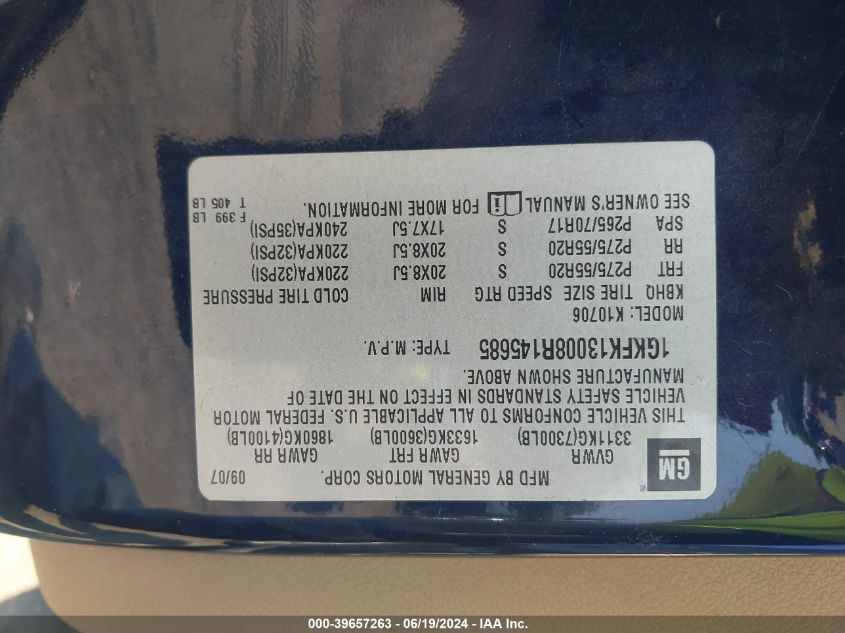 MFD BY GENERAL MOTORS CORP. 09/07
GM ®
GVWR GAWR FRT GAWR RR
3311KG(7300LB) 1633KG(3600LB) 1860KG(4100LB)
THIS VEHICLE CONFORMS TO ALL APPLICABLE U.S. FEDERAL MOTOR
VEHICLE SAFETY STANDARDS IN EFFECT ON THE DATE OF
MANUFACTURE SHOWN ABOVE.
1GKFK13008R145685 TYPE: M.P.V.
MODEL: K10706
KBHQ TIRE SIZE SPEED RTG RIM COLD TIRE PRESSURE
FRT P275/55R20 S 20X8.5J 220KPA(32PSI)
RR P275/55R20 S 20X8.5J 220KPA(32PSI)
SPA P265/70R17 S 17X7.5J 240KPA(35PSI)
SEE OWNER'S MANUAL FOR MORE INFORMATION.
F 399 LB
T 405 LB
000-39657263 - 06/19/2024 - IAA Inc.